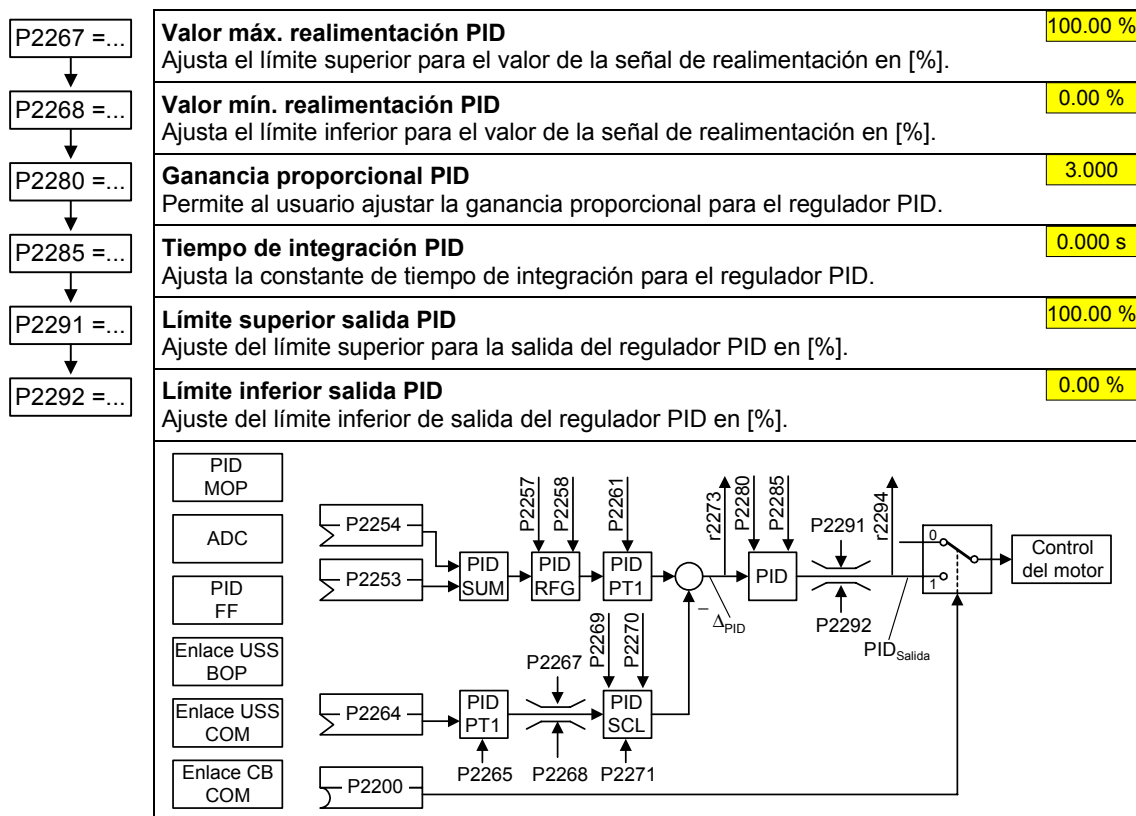 P2267 =...
Valor máx. realimentación PID
100.00 %
Ajusta el límite superior para el valor de la señal de realimentación en [%].
P2268 =...
Valor mín. realimentación PID
0.00 %
Ajusta el límite inferior para el valor de la señal de realimentación en [%].
P2280 =...
Ganancia proporcional PID
3.000
Permite al usuario ajustar la ganancia proporcional para el regulador PID.
P2285 =...
Tiempo de integración PID
0.000 s
Ajusta la constante de tiempo de integración para el regulador PID.
P2291 =...
Límite superior salida PID
100.00 %
Ajuste del límite superior para la salida del regulador PID en [%].
P2292 =...
Límite inferior salida PID
0.00 %
Ajuste del límite inferior de salida del regulador PID en [%].
PID
MOP
ADC
PID
FF
Enlace USS
BOP
Enlace USS
COM
Enlace CB
COM
P2254
P2253
PID
SUM
P2257
P2258
PID
RFG
P2261
PID
PT1
r2273
–
ΔPID
P2280
P2285
PID
P2291
P2292
r2294
PIDSalida
0
1
Control
del motor
P2264
PID
PT1
P2265
P2267
P2268
P2269
P2270
PID
SCL
P2271
P2200